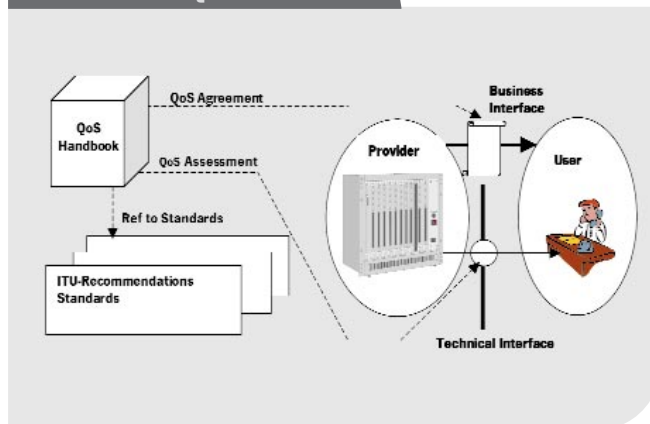 QoS Agreement
Business
Interface
QoS
Handbook
Provider
User
QoS Assessment
Ref to Standards
ITU-Recommendations
Standards
Technical Interface